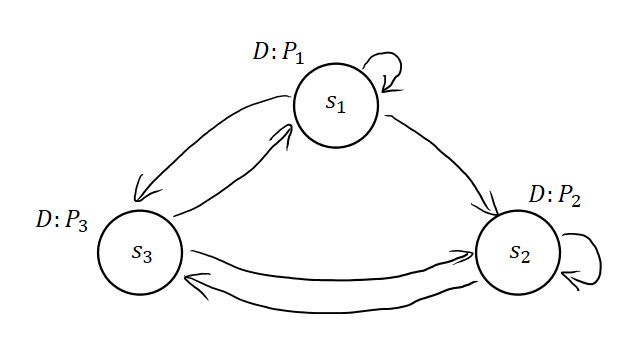 D: P₁
s₁
D: P₂
D: P₃
s₃
s₂